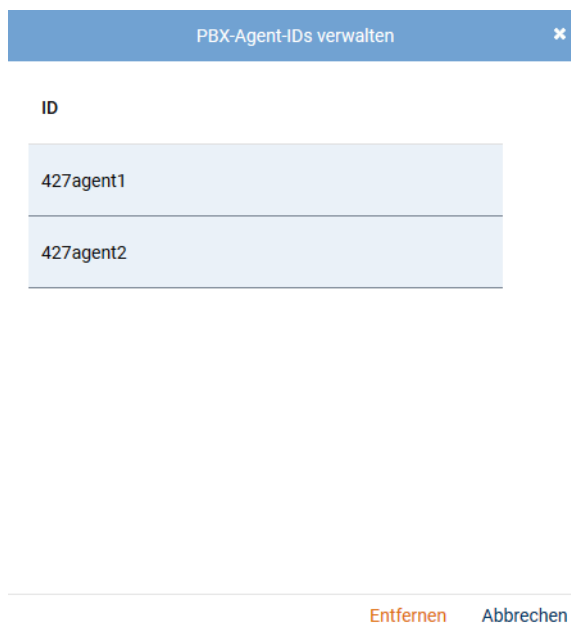 PBX-Agent-IDs verwalten
ID
427agent1
427agent2
Entfernen Abbrechen